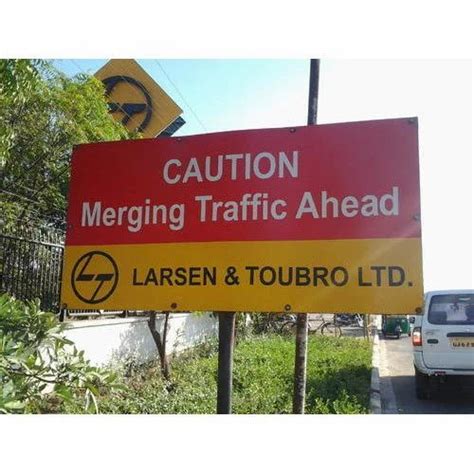 CAUTION
Merging Traffic Ahead
LARSEN & TOUBRO LTD.